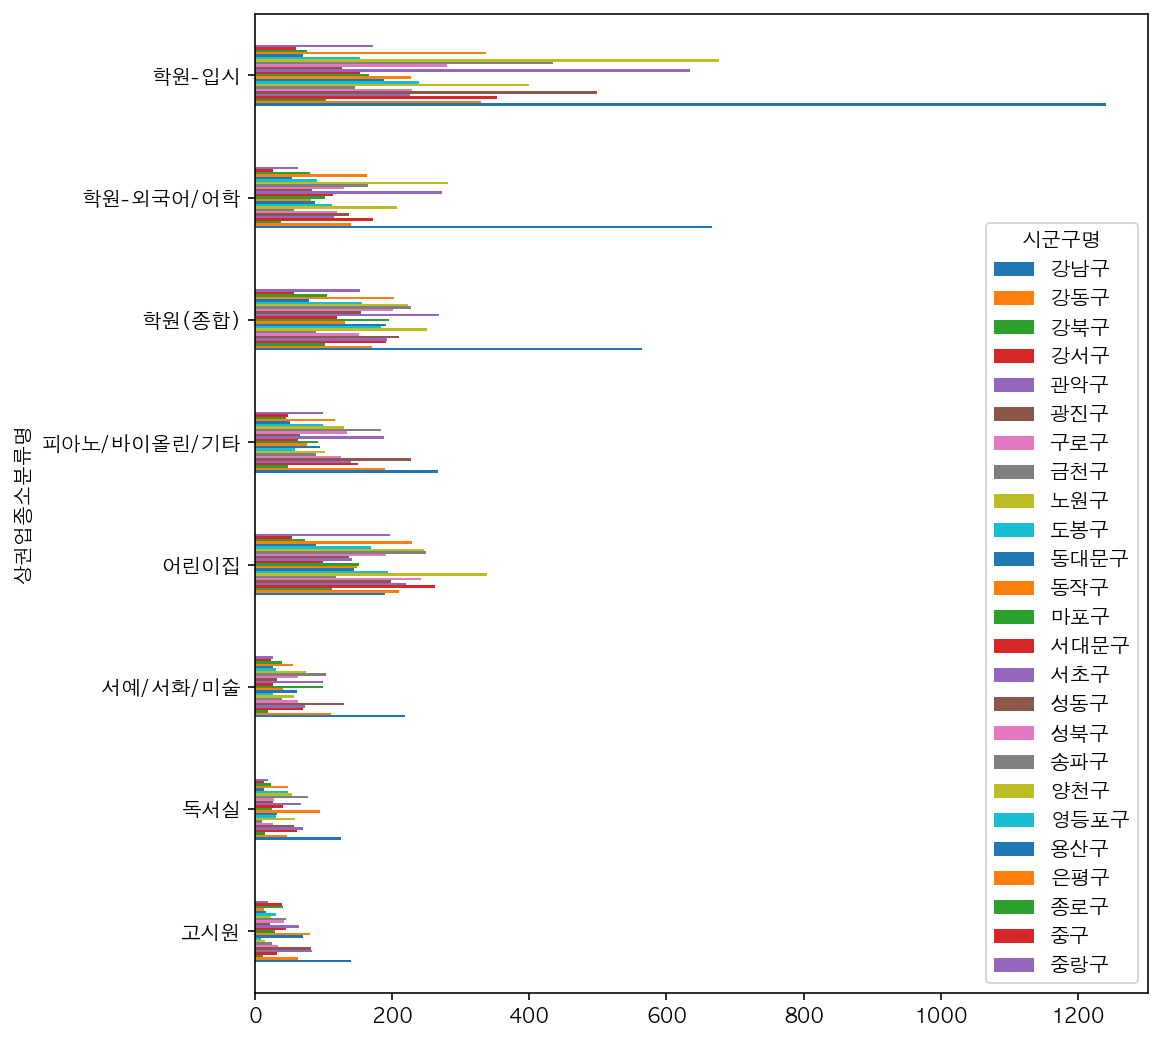 학원-입시
학원-외국어/어학
학원(종합)
피아노/바이올린/기타
어린이집
서예/서화/미술
독서실
고시원
상권업종소분류명
0 200 400 600 800 1000 1200
시군구명
강남구
강동구
강북구
강서구
관악구
광진구
구로구
금천구
노원구
도봉구
동대문구
동작구
마포구
서대문구
서초구
성동구
성북구
송파구
양천구
영등포구
용산구
은평구
종로구
중구
중랑구